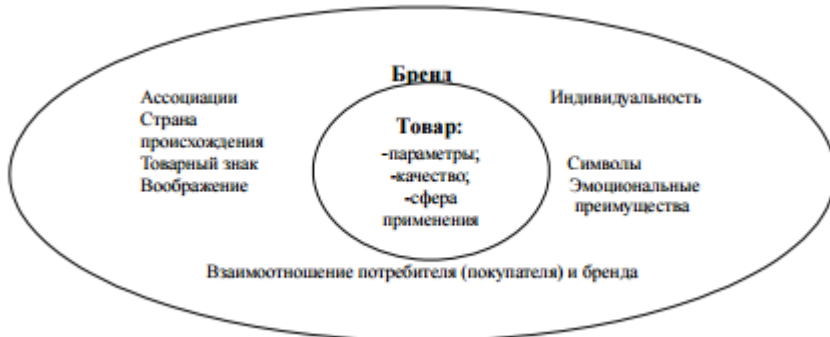 Бренд
Ассоциации
Страна
происхождения
Товарный знак
Воображение
Товар:
-параметры;
-качество;
-сфера
применения
Индивидуальность
Символы
Эмоциональные
преимущества
Взаимоотношение потребителя (покупателя) и бренда